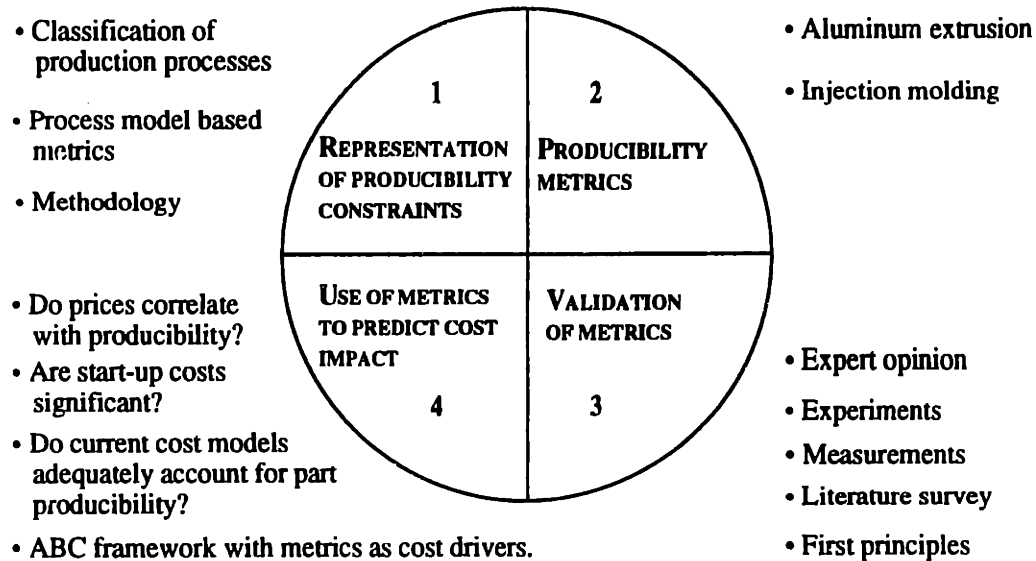 • Classification of
production processes
• Process model based
metrics
• Methodology
1
REPRESENTATION
OF PRODUCIBILITY
CONSTRAINTS
2
PRODUCIBILITY
METRICS
• Aluminum extrusion
• Injection molding
• Do prices correlate
with producibility?
• Are start-up costs
significant?
• Do current cost models
adequately account for part
producibility?
• ABC framework with metrics as cost drivers.
USE OF METRICS
TO PREDICT COST
IMPACT
4
VALIDATION
OF METRICS
3
• Expert opinion
• Experiments
• Measurements
• Literature survey
• First principles